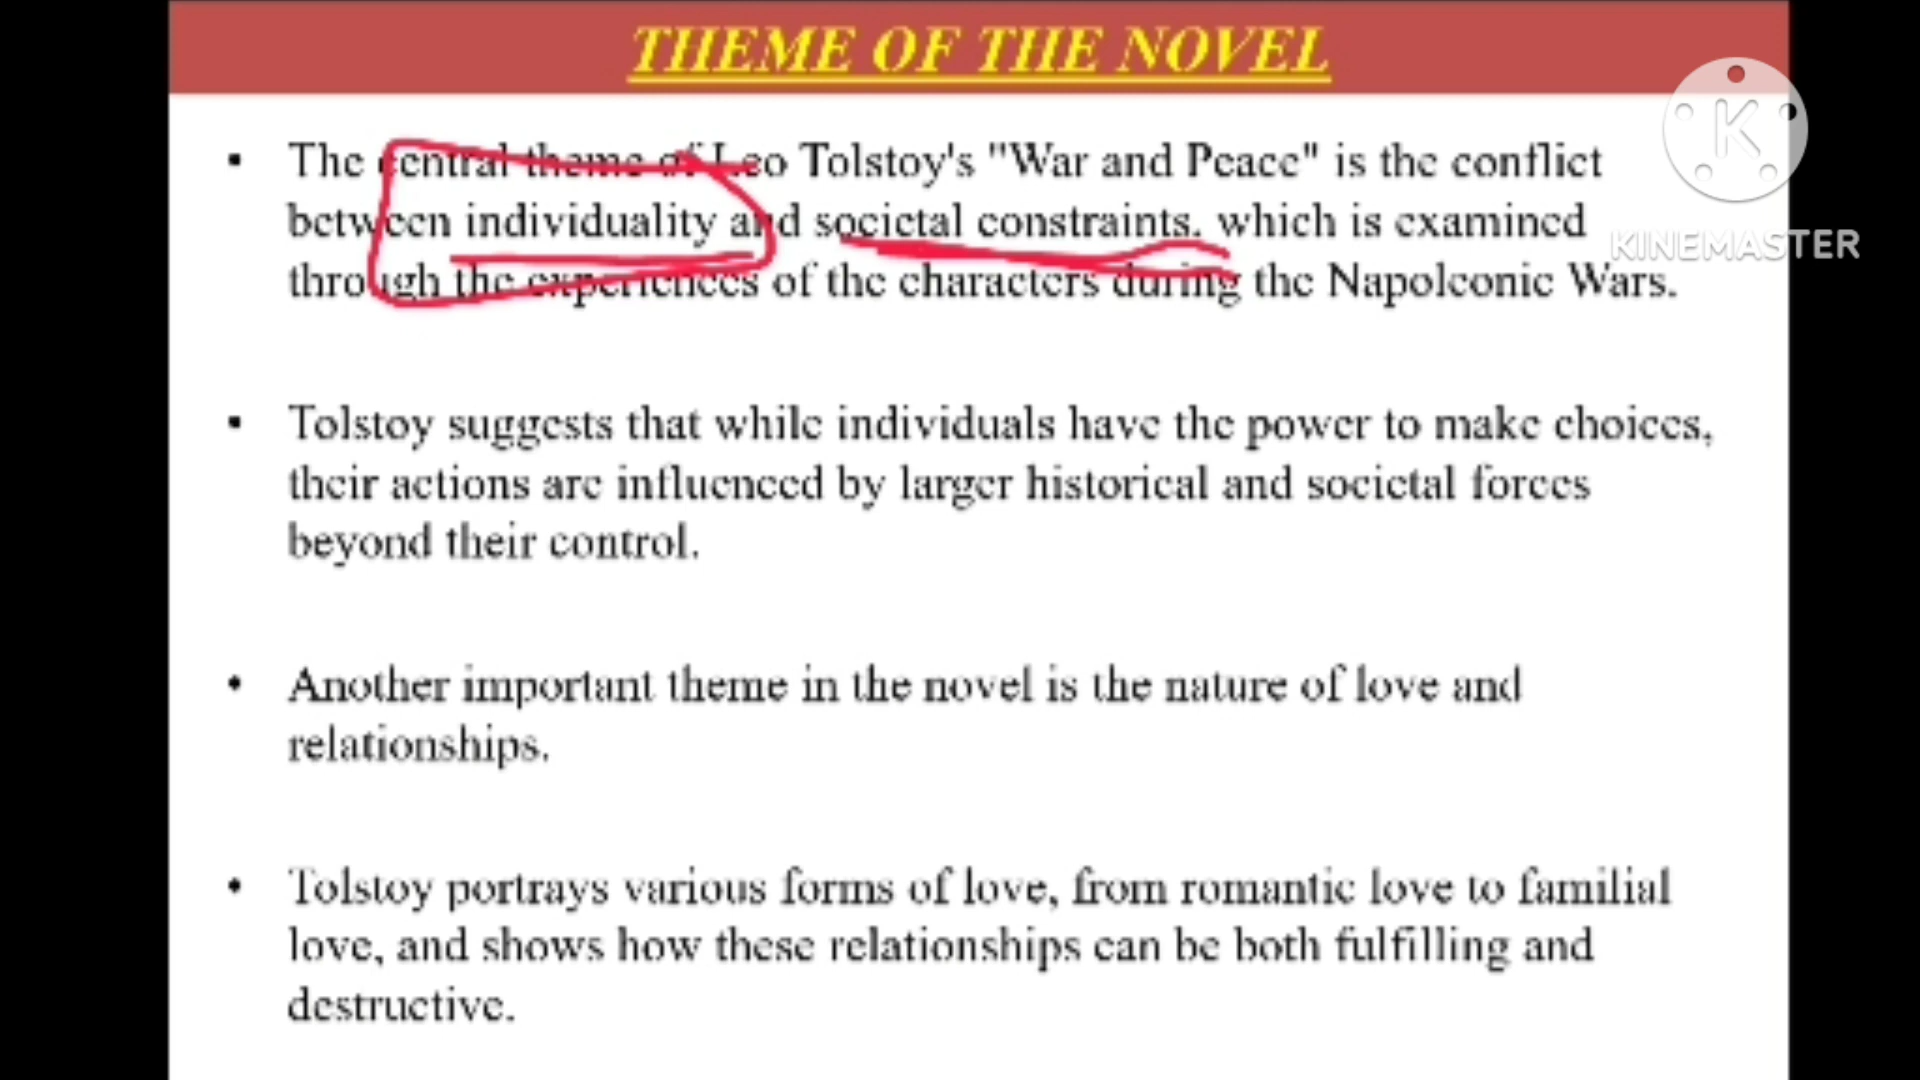 THEME OF THE NOVEL
▪ The central theme of Leo Tolstoy's "War and Peace" is the conflict
between individuality and societal constraints, which is examined
through the experiences of the characters during the Napoleonic Wars.
▪ Tolstoy suggests that while individuals have the power to make choices,
their actions are influenced by larger historical and societal forces
beyond their control.
• Another important theme in the novel is the nature of love and
relationships.
• Tolstoy portrays various forms of love, from romantic love to familial
love, and shows how these relationships can be both fulfilling and
destructive.
K
KINEMASTER